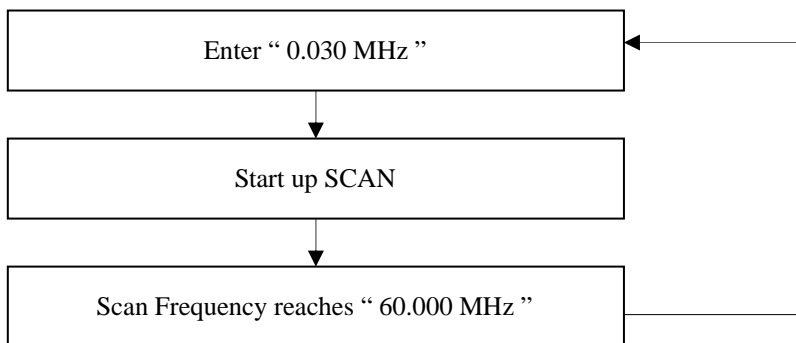 Enter “ 0.030 MHz ”
Start up SCAN
Scan Frequency reaches “ 60.000 MHz ”